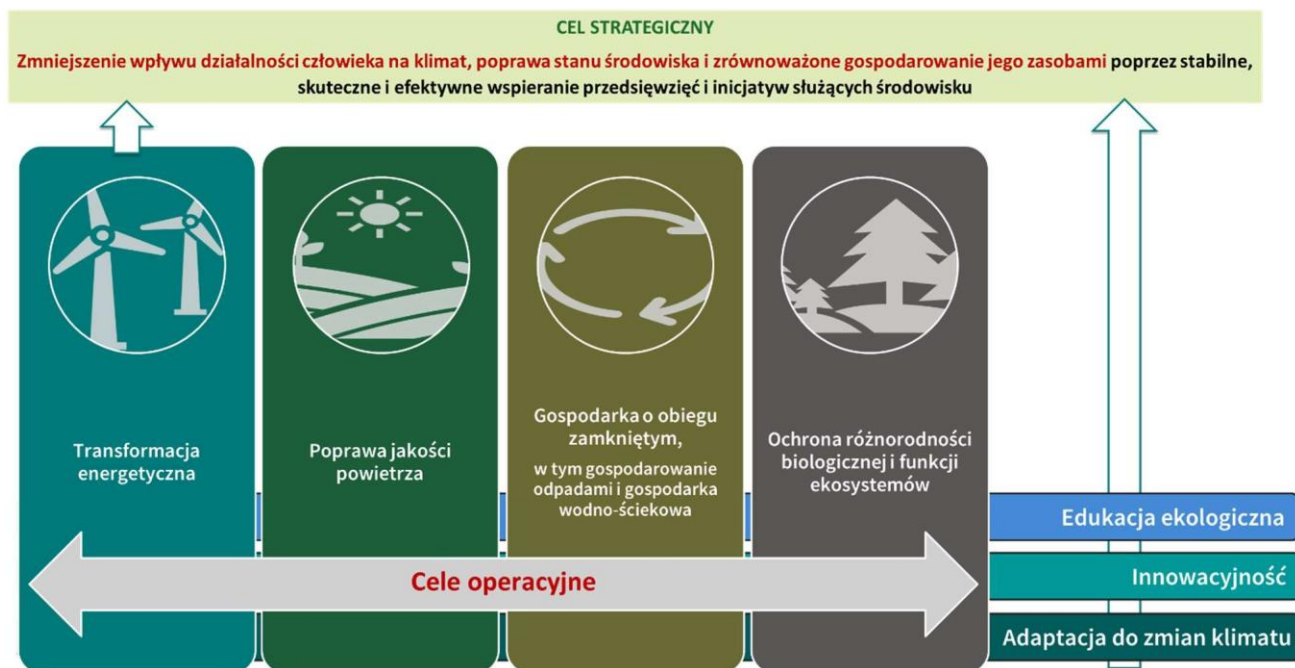 CEL STRATEGICZNY
Zmniejszenie wpływu działalności człowieka na klimat, poprawa stanu środowiska i zrównoważone gospodarowanie jego zasobami poprzez stabilne,
skuteczne i efektywne wspieranie przedsięwzięć i inicjatyw służących środowisku
Transformacja
energetyczna
Poprawa jakości
powietrza
Gospodarka o obiegu
zamkniętym,
w tym gospodarowanie
odpadami i gospodarka
wodno-ściekowa
Ochrona różnorodności
biologicznej i funkcji
ekosystemów
Edukacja ekologiczna
Cele operacyjne
Innowacyjność
Adaptacja do zmian klimatu